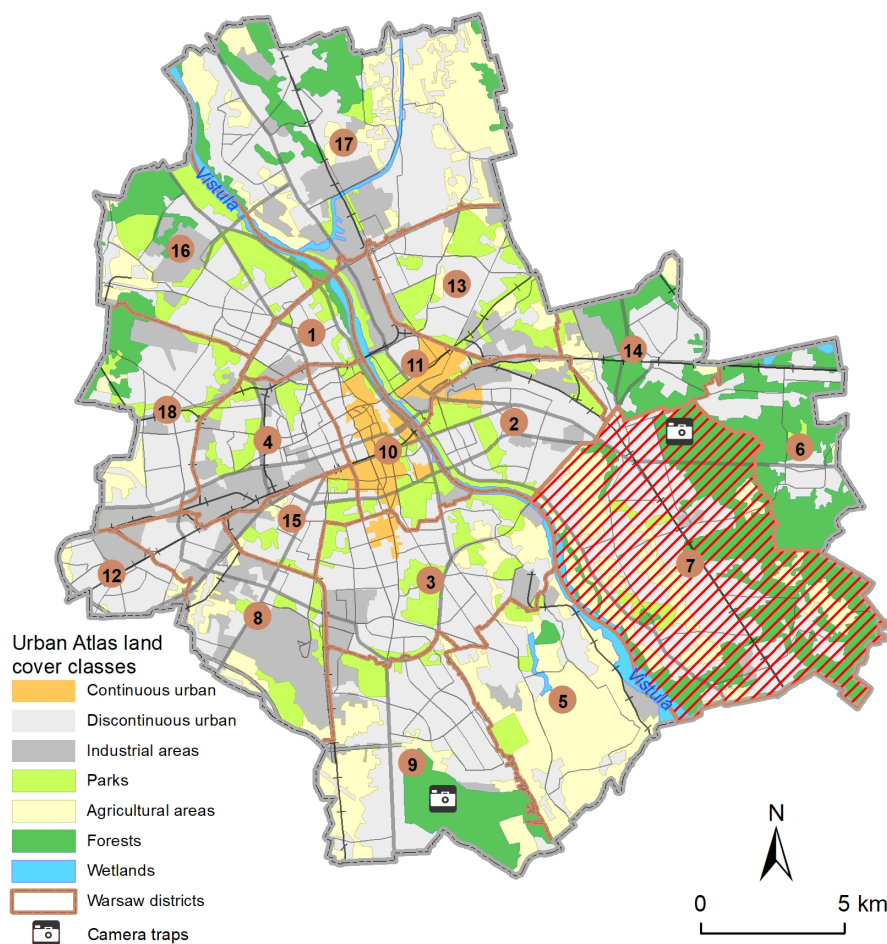 17
Vistula
16
13
1
14
11
18
2
4
6
10
15
7
12
3
8
5
Vistula
9
Urban Atlas land
cover classes
Continuous urban
Discontinuous urban
Industrial areas
Parks
Agricultural areas
Forests
Wetlands
Warsaw districts
Camera traps
N
0 5 km